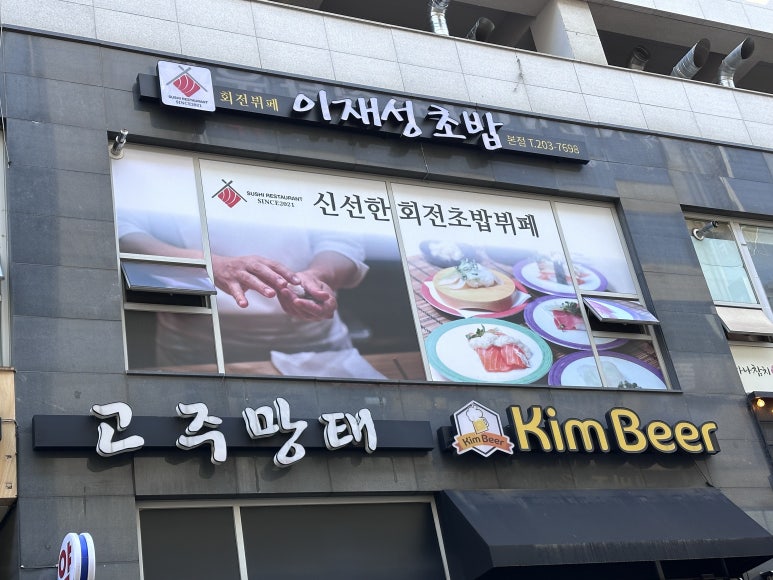 SUSHI RESTAURANT
SINCE2021
회전뷔페 이재성초밥 본점 T.203-7698
SUSHI RESTAURANT
SINCE2021
신선한 회전초밥뷔페
고주망태
Kim Beer
Kim Beer